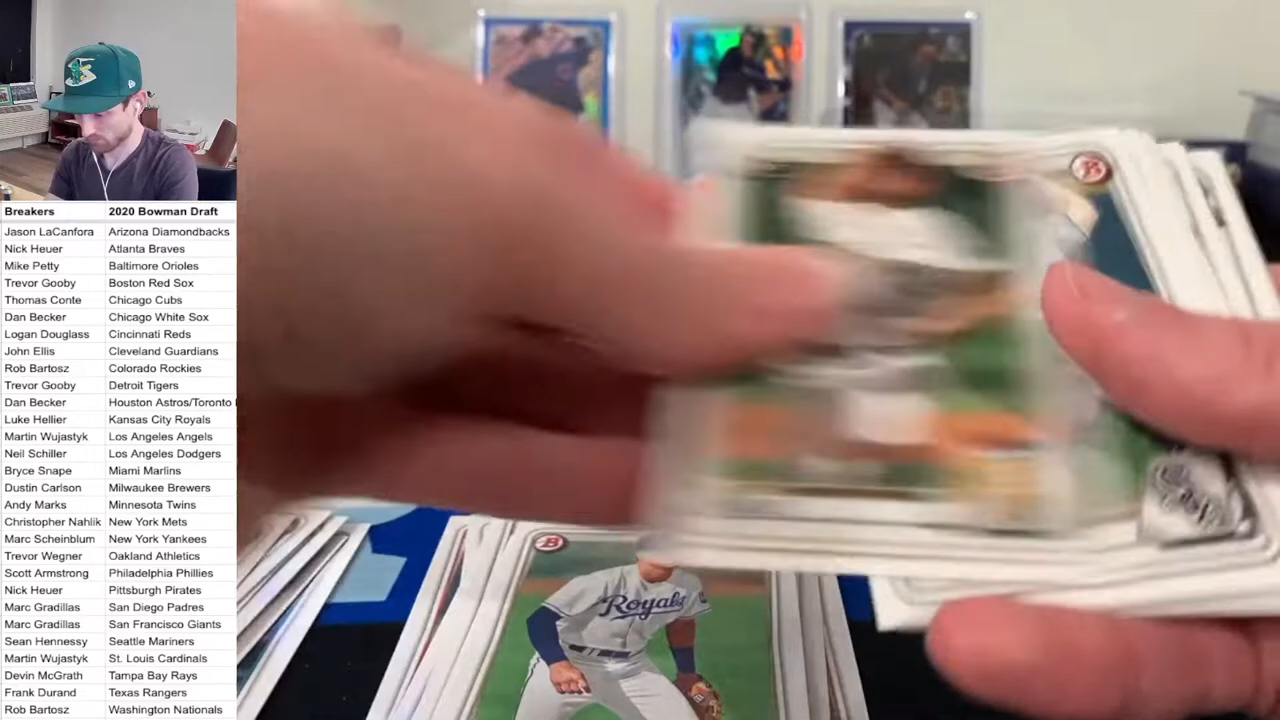 Breakers 2020 Bowman Draft
Jason LaCanfora Arizona Diamondbacks
Nick Heuer Atlanta Braves
Mike Petty Baltimore Orioles
Trevor Gooby Boston Red Sox
Thomas Conte Chicago Cubs
Dan Becker Chicago White Sox
Logan Douglass Cincinnati Reds
John Ellis Cleveland Guardians
Rob Bartosz Colorado Rockies
Trevor Gooby Detroit Tigers
Dan Becker Houston Astros/Toronto
Luke Hellier Kansas City Royals
Martin Wujastyk Los Angeles Angels
Neil Schiller Los Angeles Dodgers
Bryce Snape Miami Marlins
Dustin Carlson Milwaukee Brewers
Andy Marks Minnesota Twins
Christopher Nahlik New York Mets
Marc Scheinblum New York Yankees
Trevor Wegner Oakland Athletics
Scott Armstrong Philadelphia Phillies
Nick Heuer Pittsburgh Pirates
Marc Gradillas San Diego Padres
Marc Gradillas San Francisco Giants
Sean Hennessy Seattle Mariners
Martin Wujastyk St. Louis Cardinals
Devin McGrath Tampa Bay Rays
Frank Durand Texas Rangers
Rob Bartosz Washington Nationals
B
Royals